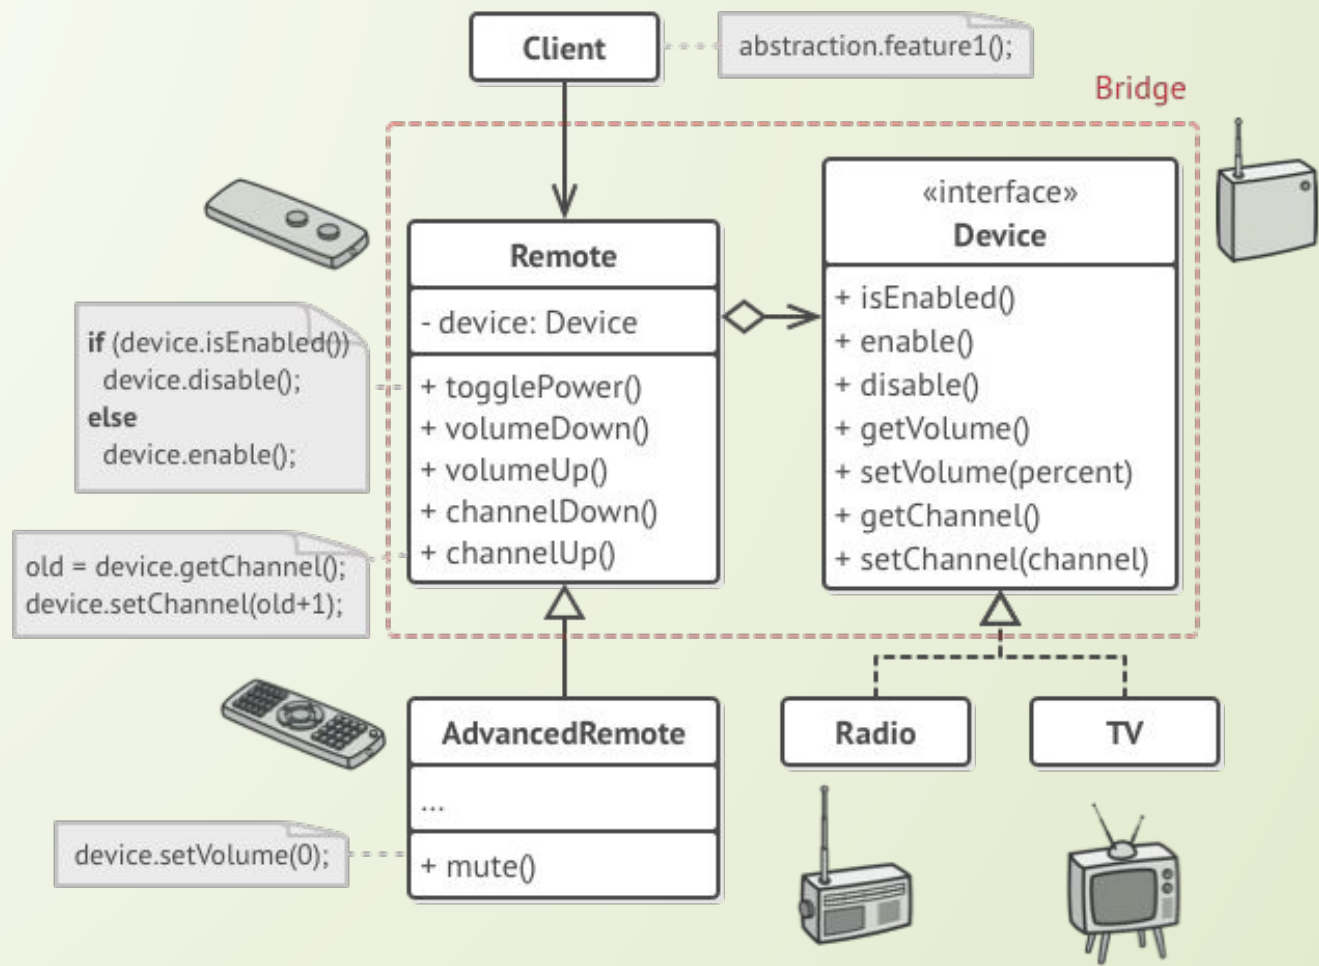 Client
abstraction.feature1();
Bridge
Remote
- device: Device
+ togglePower()
+ volumeDown()
+ volumeUp()
+ channelDown()
+ channelUp()
«interface»
Device
+ isEnabled()
+ enable()
+ disable()
+ getVolume()
+ setVolume(percent)
+ getChannel()
+ setChannel(channel)
if (device.isEnabled())
device.disable();
else
device.enable();
old = device.getChannel();
device.setChannel(old+1);
AdvancedRemote
...
+ mute()
device.setVolume(0);
Radio
TV